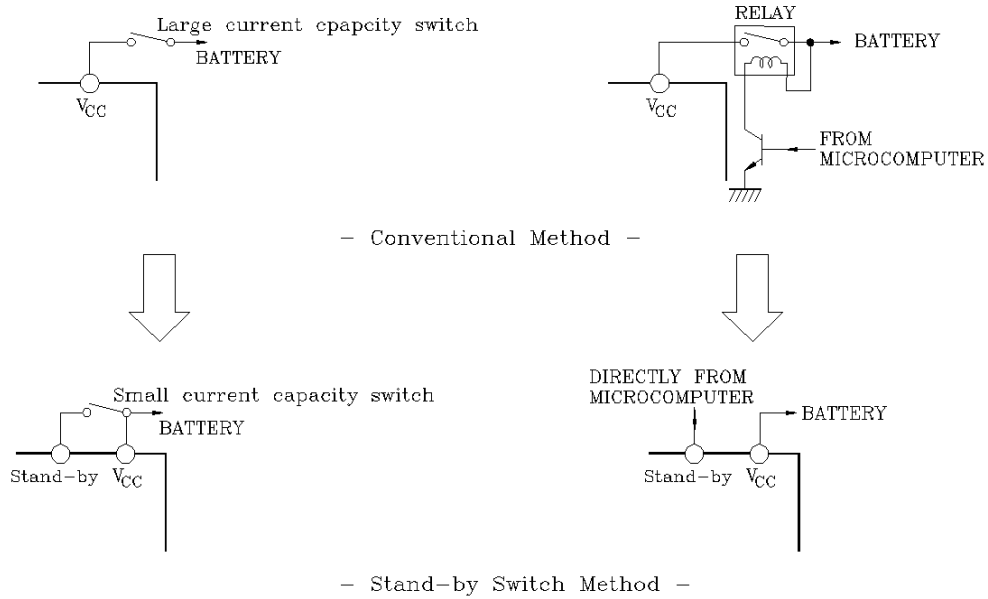 Large current cpapcity switch
BATTERY
VCC
RELAY
BATTERY
VCC
FROM
MICROCOMPUTER
- Conventional Method -
Small current capacity switch
BATTERY
Stand-by
VCC
DIRECTLY FROM
MICROCOMPUTER
BATTERY
Stand-by
VCC
- Stand-by Switch Method -